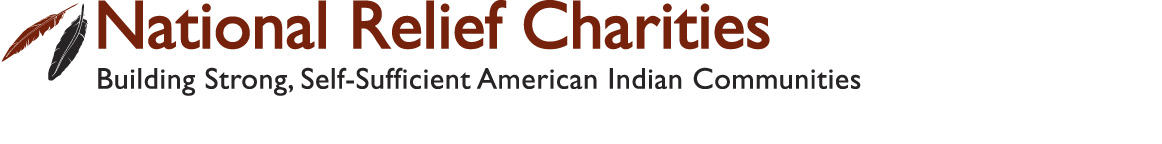 National Relief Charities
Building Strong, Self-Sufficient American Indian Communities